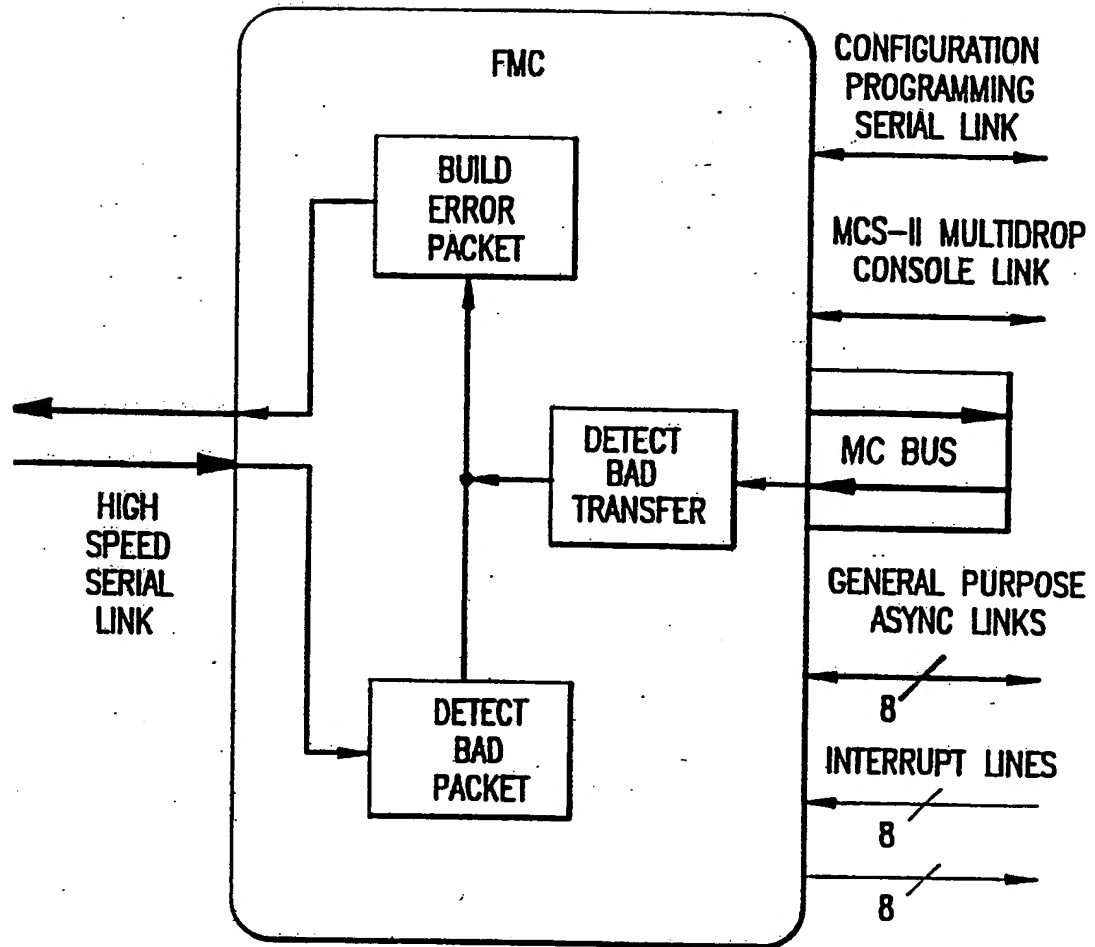 FMC
BUILD
ERROR
PACKET
DETECT
BAD
TRANSFER
DETECT
BAD
PACKET
HIGH
SPEED
SERIAL
LINK
CONFIGURATION
PROGRAMMING
SERIAL LINK
MCS-II MULTIDROP
CONSOLE LINK
MC BUS
GENERAL PURPOSE
ASYNC LINKS
8
INTERRUPT LINES
8
8